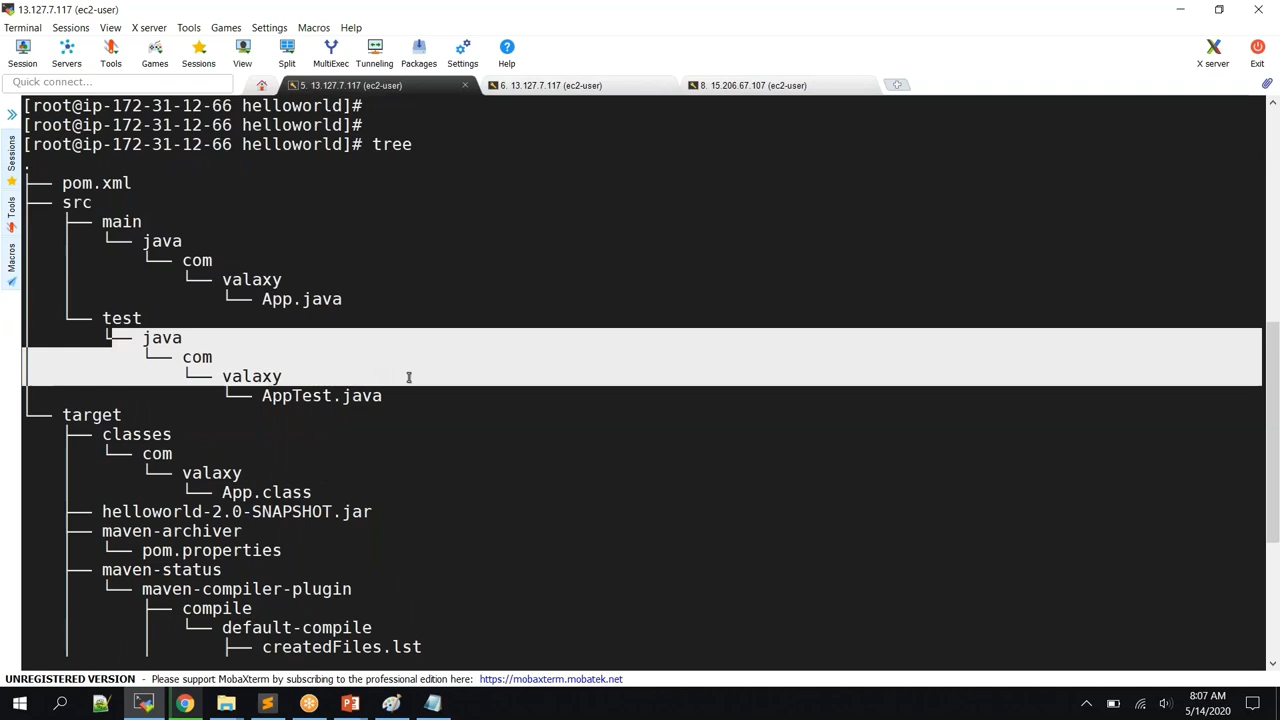 13.127.7.117 (ec2-user)
Terminal Sessions View X server Tools Games Settings Macros Help
Session Servers Tools Games Sessions View Split MultiExec Tunneling Packages Settings Help X server Exit
Quick connect...
5. 13.127.7.117 (ec2-user)
6. 13.127.7.117 (ec2-user)
8. 15.206.67.107 (ec2-user)
Sessions
Tools
Macros
[root@ip-172-31-12-66 helloworld]#
[root@ip-172-31-12-66 helloworld]#
[root@ip-172-31-12-66 helloworld]# tree
.
├── pom.xml
├── src
│   ├── main
│   │   └── java
│   │       └── com
│   │           └── valaxy
│   │               └── App.java
│   └── test
│       └── java
│           └── com
│               └── valaxy
│                   └── AppTest.java
└── target
    ├── classes
    │   └── com
    │       └── valaxy
    │           └── App.class
    ├── helloworld-2.0-SNAPSHOT.jar
    ├── maven-archiver
    │   └── pom.properties
    ├── maven-status
    │   └── maven-compiler-plugin
    │       ├── compile
    │       │   └── default-compile
    │       │       ├── createdFiles.lst
UNREGISTERED VERSION - Please support MobaXterm by subscribing to the professional edition here: https://mobaxterm.mobatek.net
8:07 AM
5/14/2020